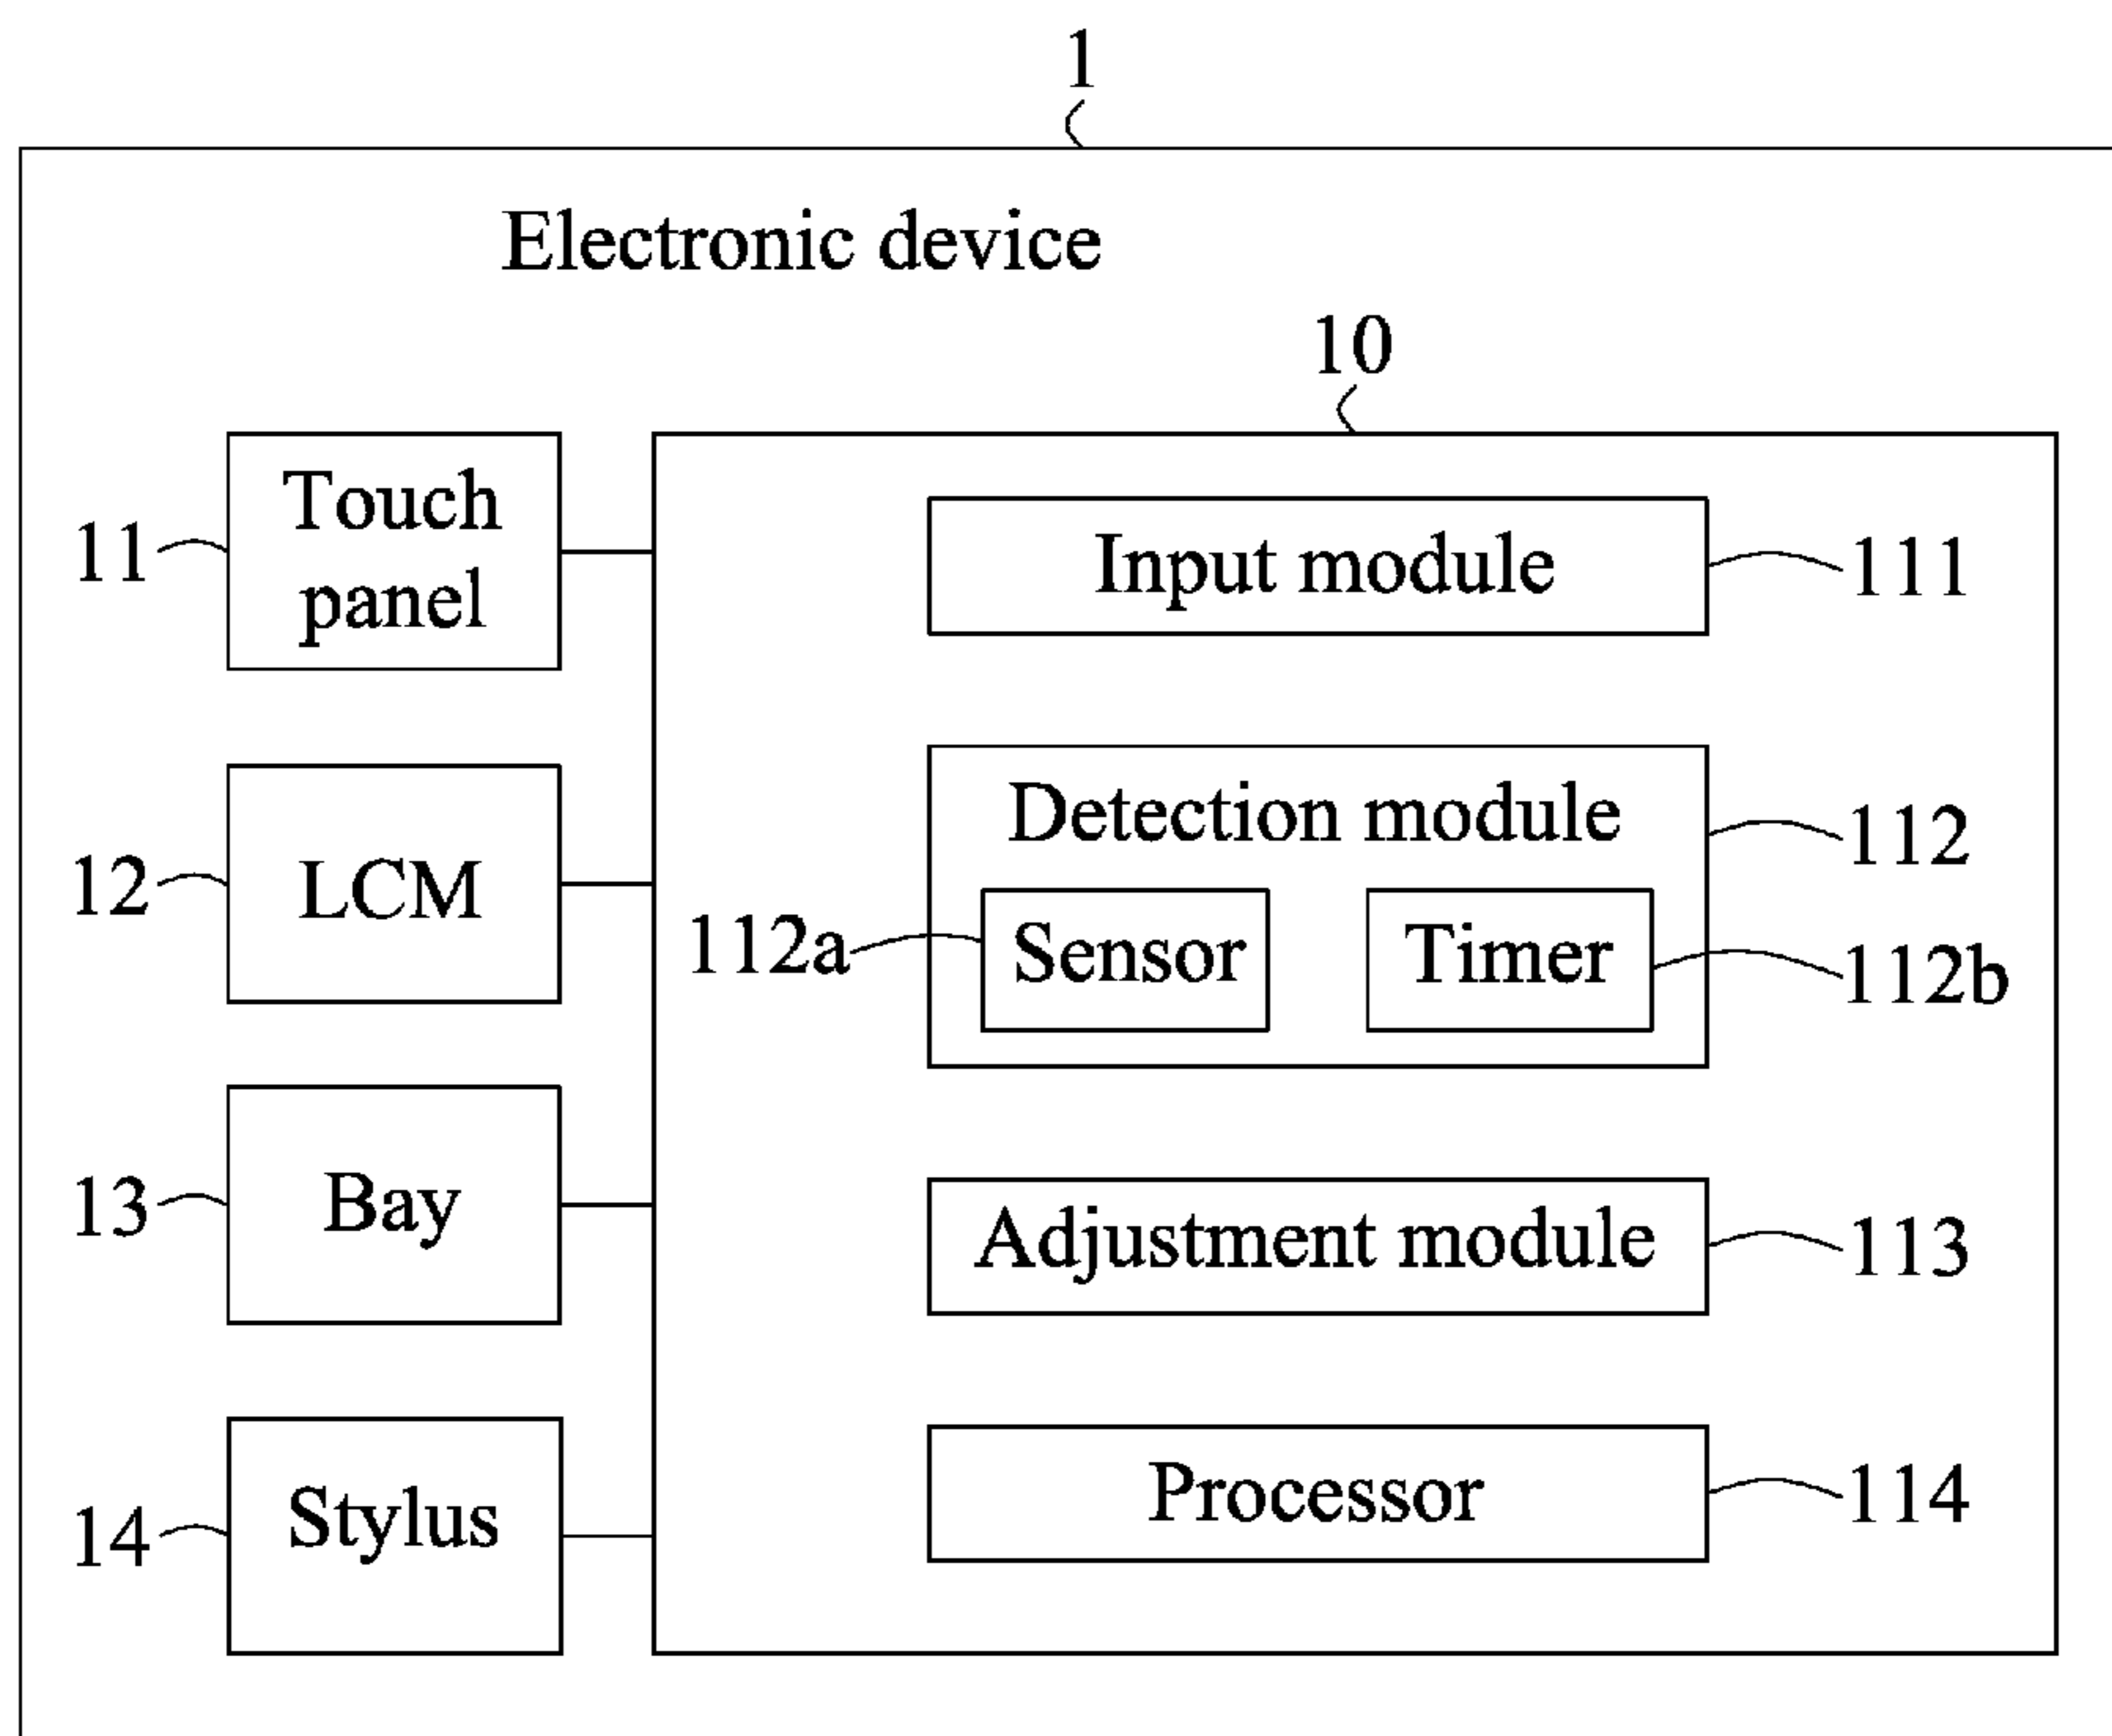 1
Electronic device
10
Touch
panel
11
Input module
111
Detection module
112
LCM
12
112a
Sensor
Timer
112b
Bay
13
Adjustment module
113
Stylus
14
Processor
114